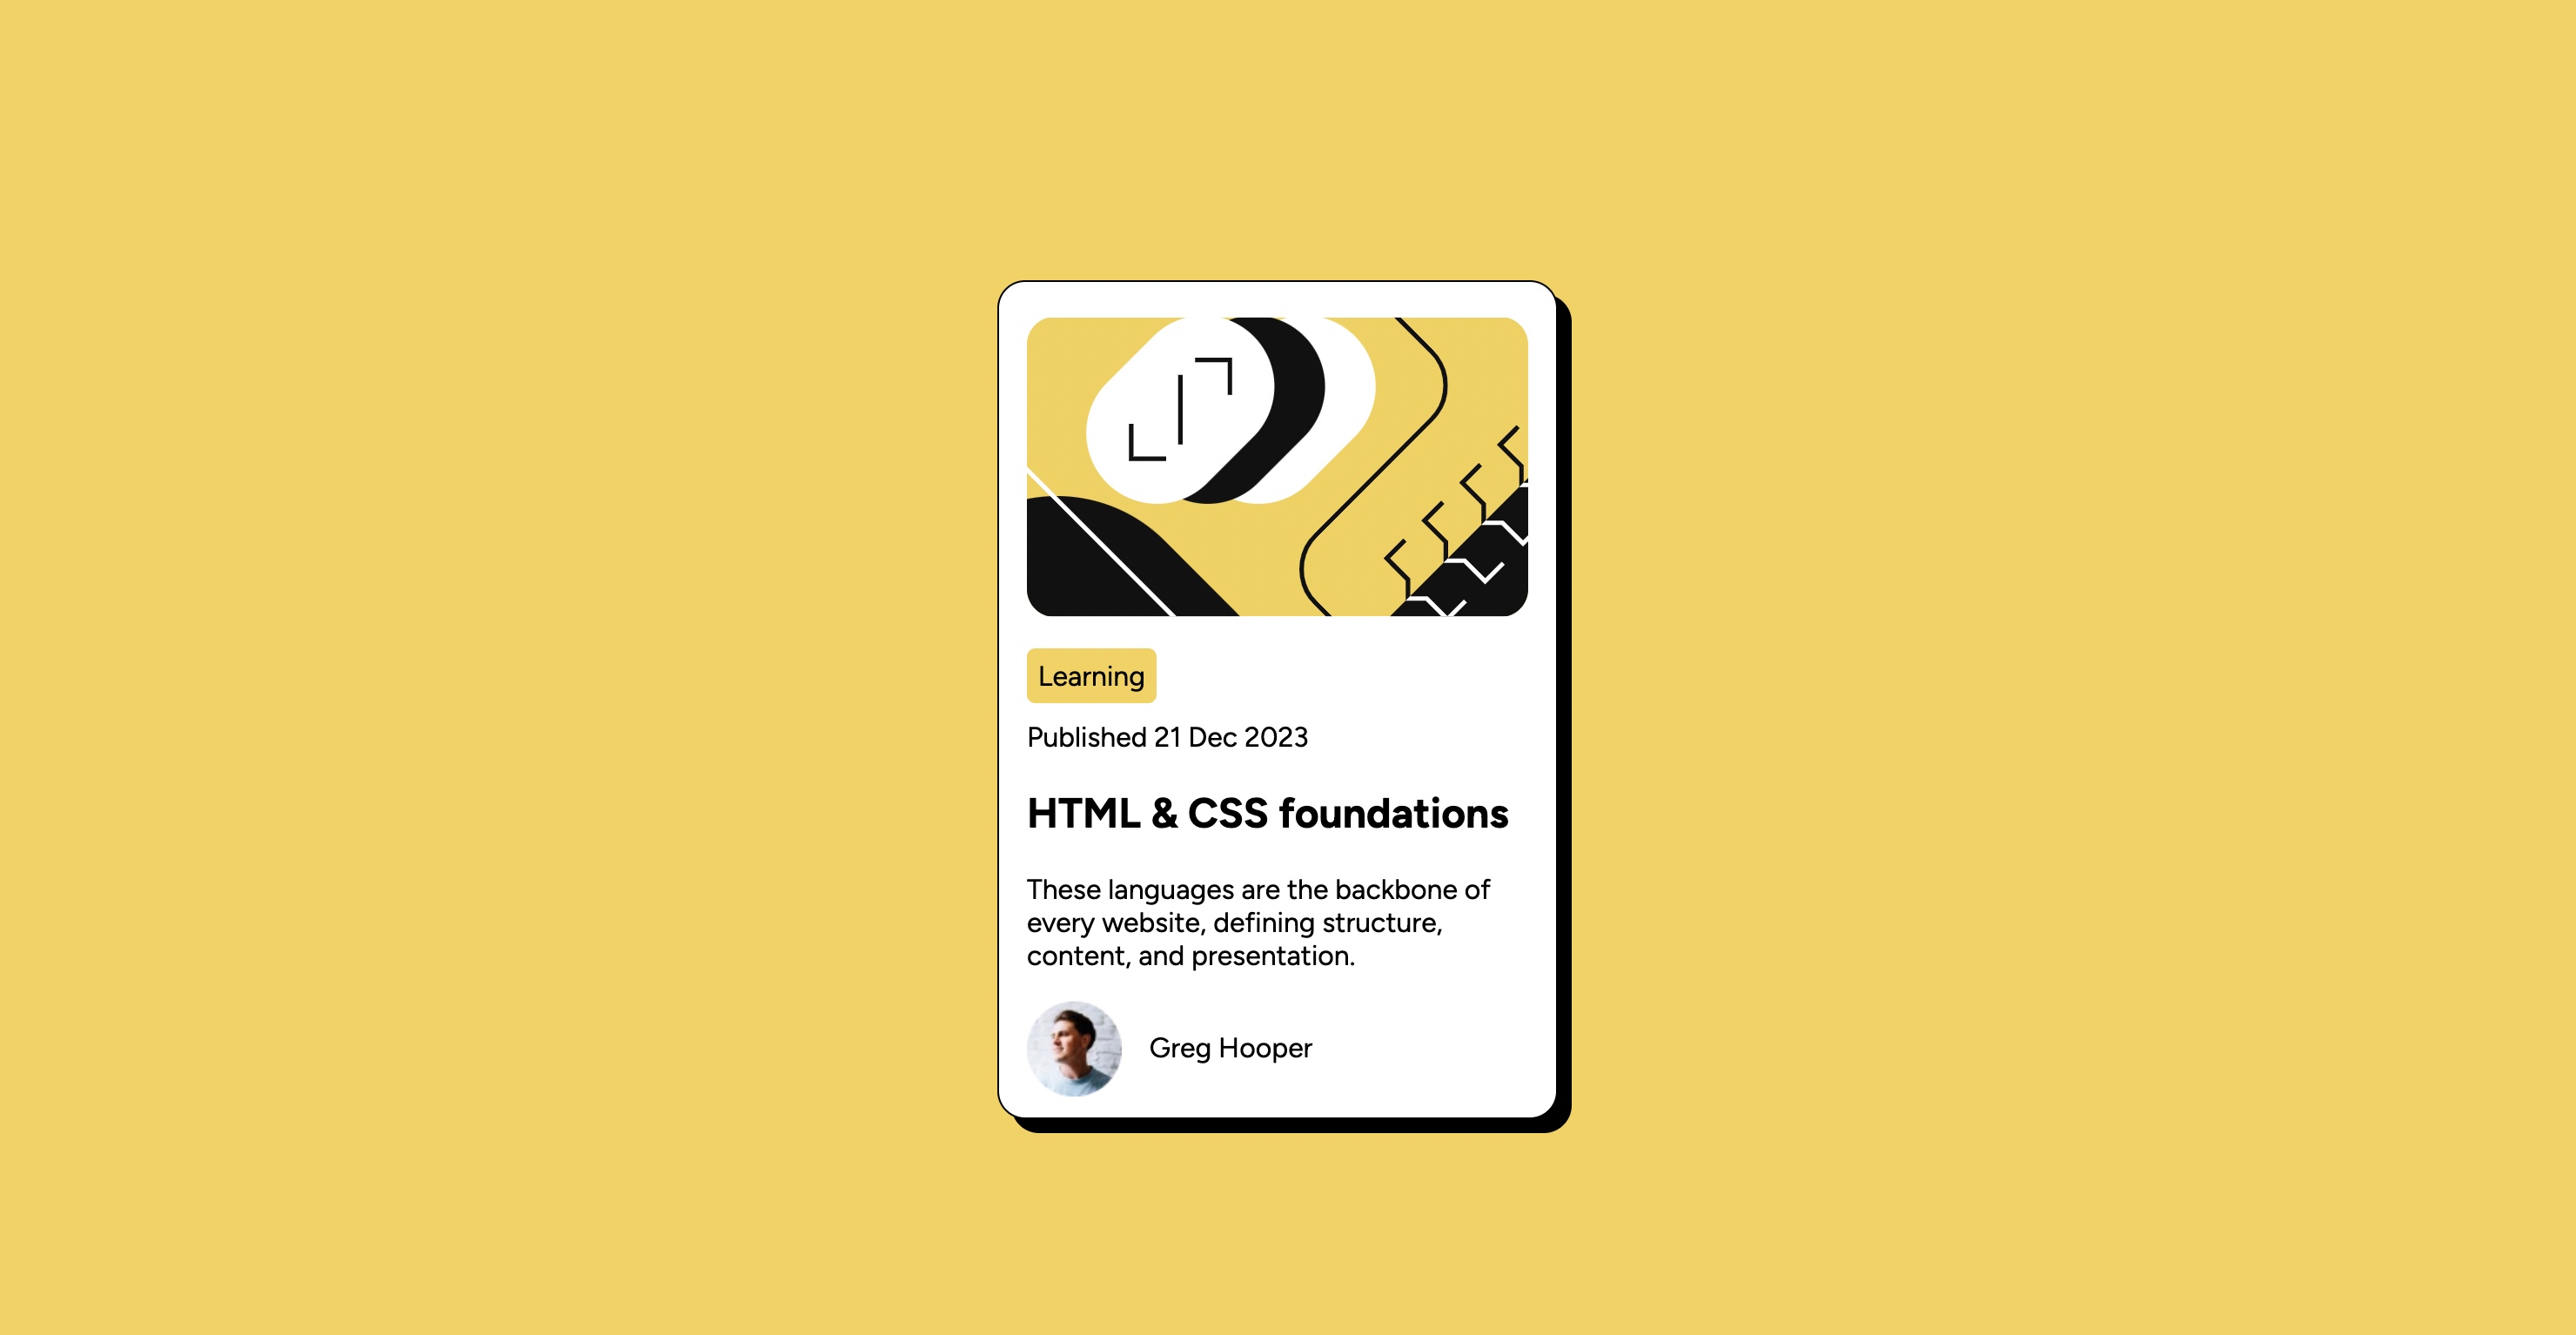 Learning
Published 21 Dec 2023
HTML & CSS foundations
These languages are the backbone of
every website, defining structure,
content, and presentation.
Greg Hooper